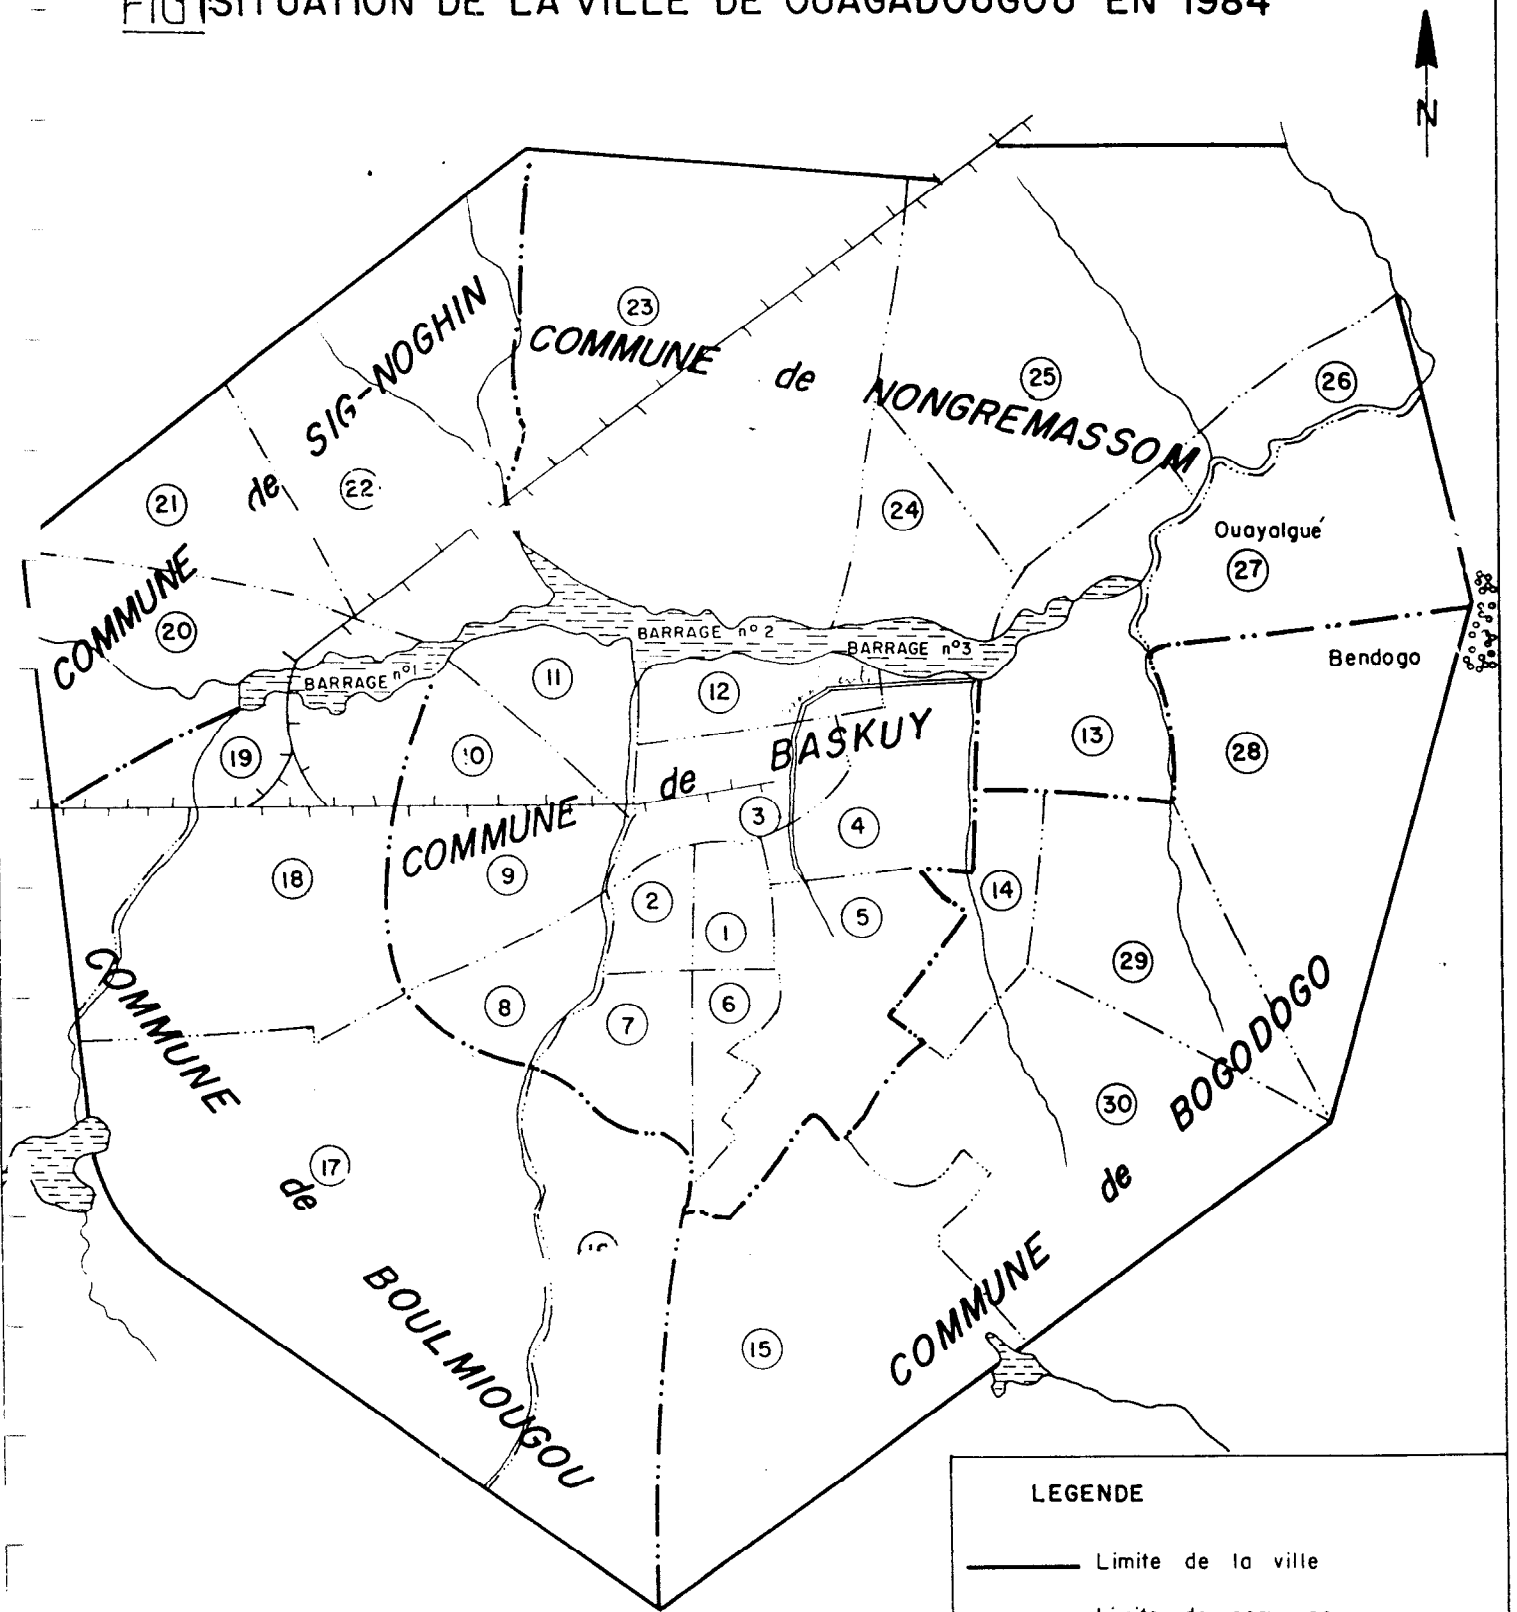 FIG 1 SITUATION DE LA VILLE DE OUAGADOUGOU EN 1984
N
23
COMMUNE de NONGREMASSOM
25
26
COMMUNE de SIG-NOGHIN
21
22
24
Ouayalgué
27
20
BARRAGE n° 2
BARRAGE n° 3
Bendogo
BARRAGE n° 1
11
12
19
10
13
28
COMMUNE de BASKUY
3
4
18
9
2
14
1
5
29
8
7
6
COMMUNE de BOULMIOUGOU
30
COMMUNE de BOGODOGO
17
15
LEGENDE
Limite de la ville